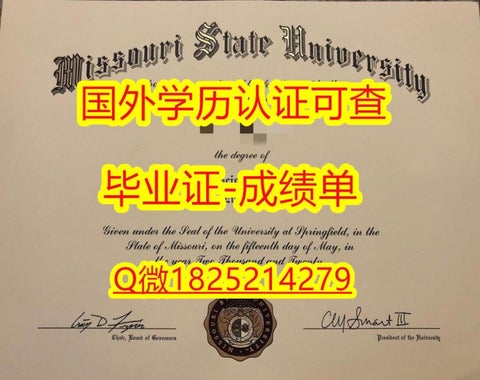 Missouri State University
国外学历认证可查
the degree of
毕业证-成绩单
Given under the Seal of the University at Springfield, in the
State of Missouri, on the fifteenth day of May, in
the year Two Thousand and Twenty
Q微1825214279
Chair, Board of Governors
President of the University